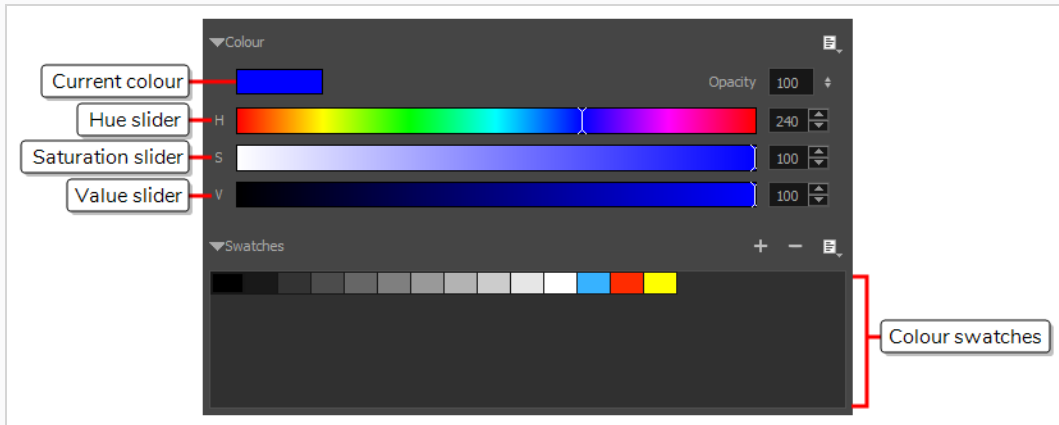 Colour
Current colour
Opacity 100
Hue slider
H 240
Saturation slider
S 100
Value slider
V 100
Swatches
Colour swatches